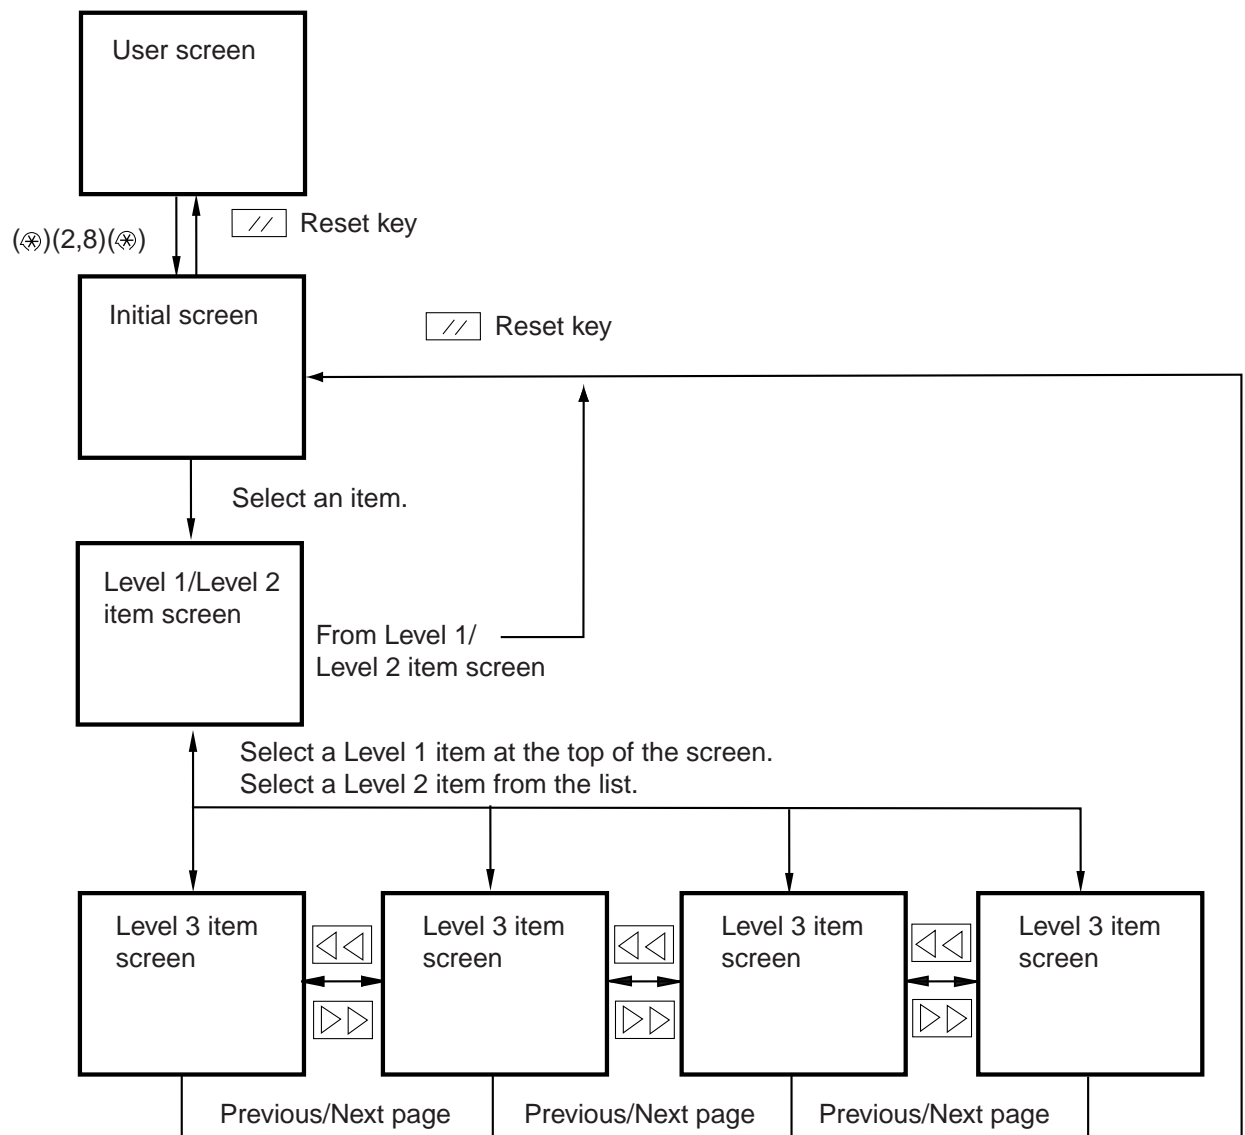 User screen
// Reset key
(✳)(2,8)(✳)
Initial screen
// Reset key
Select an item.
Level 1/Level 2
item screen
From Level 1/
Level 2 item screen
Select a Level 1 item at the top of the screen.
Select a Level 2 item from the list.
Level 3 item
screen
Level 3 item
screen
Level 3 item
screen
Level 3 item
screen
Previous/Next page
Previous/Next page
Previous/Next page